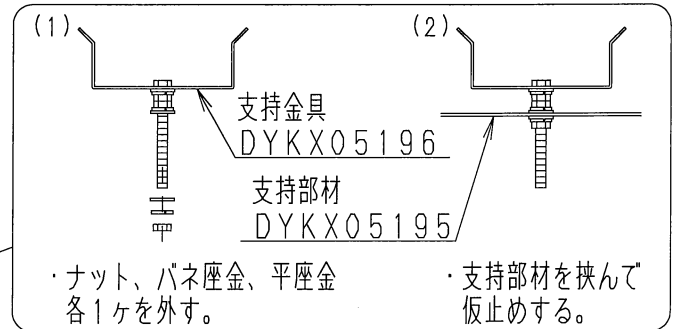 (1)
(2)
支持金具
DYKX05196
支持部材
DYKX05195
・ナット、バネ座金、平座金
各1ヶを外す。
・支持部材を挟んで
仮止めする。